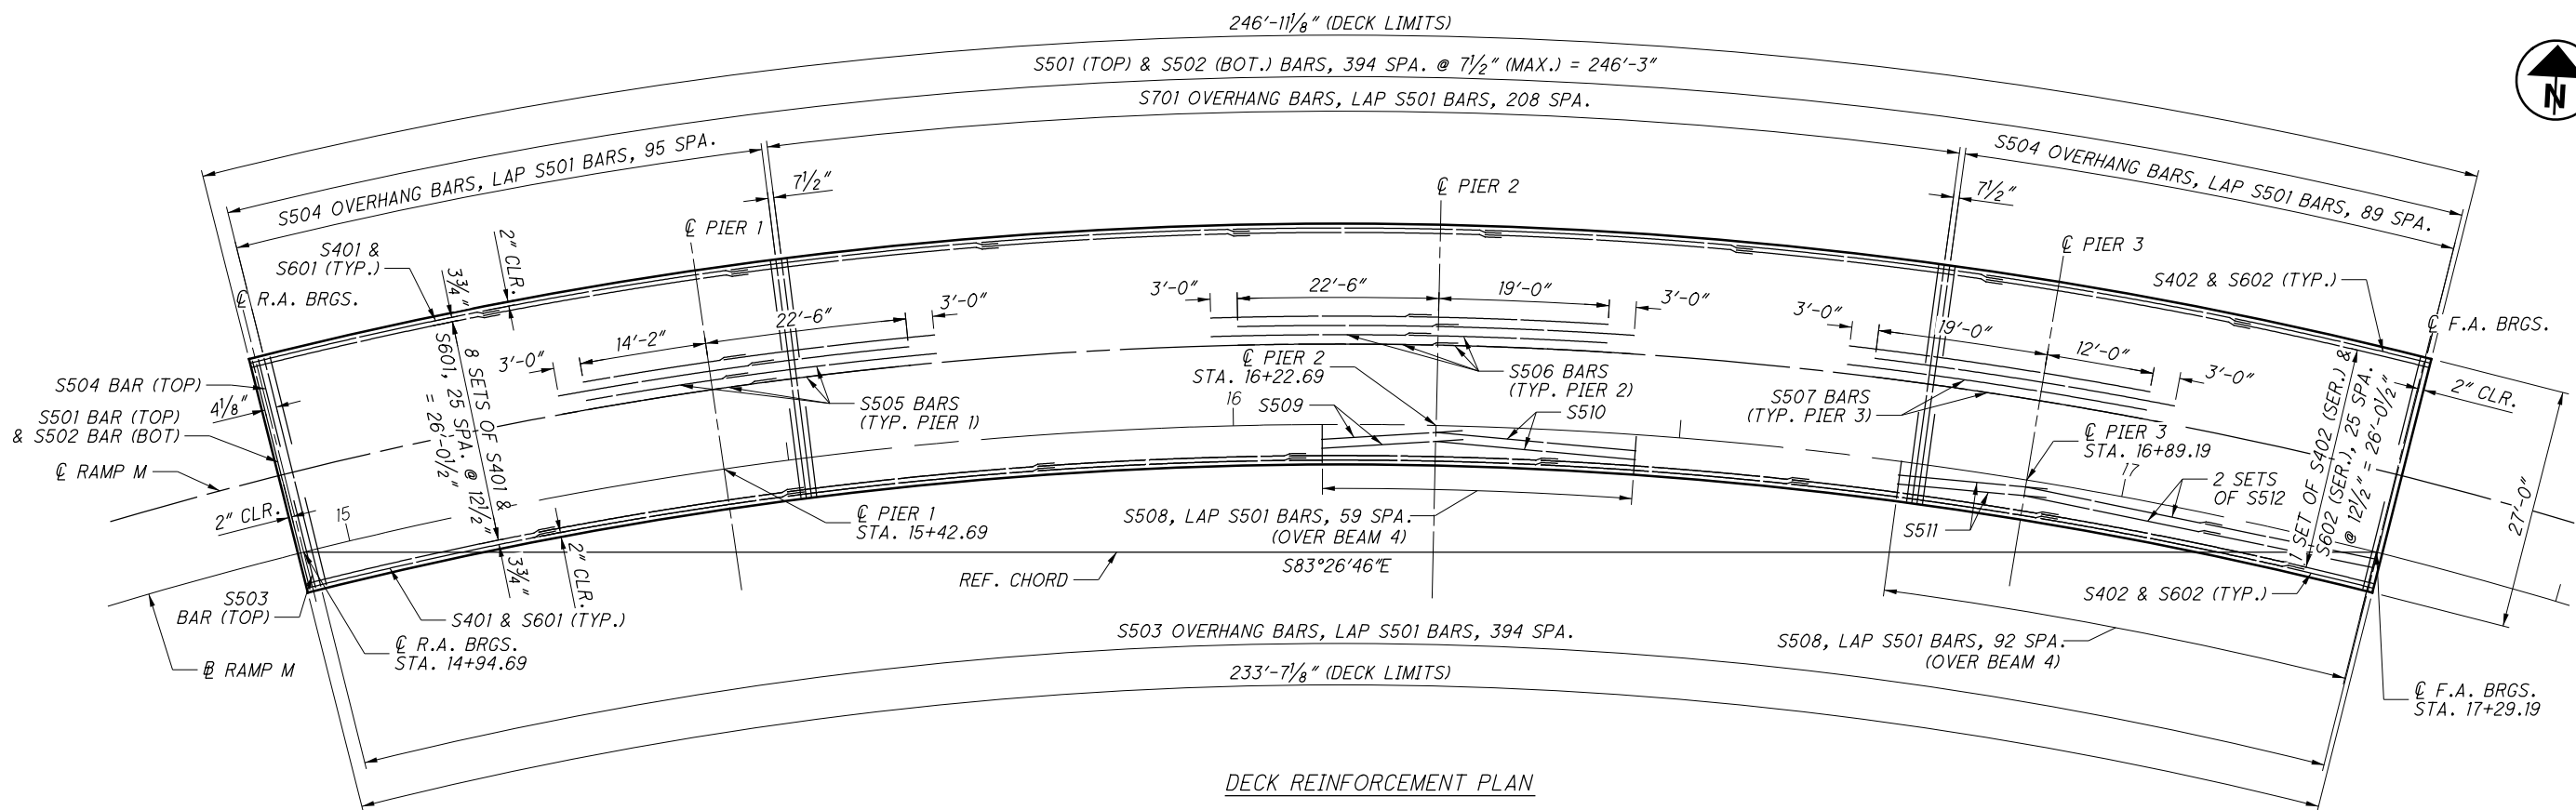 246'-11⅛" (DECK LIMITS)
S501 (TOP) & S502 (BOT.) BARS, 394 SPA. @ 7½" (MAX.) = 246'-3"
S701 OVERHANG BARS, LAP S501 BARS, 208 SPA.
N
S504 OVERHANG BARS, LAP S501 BARS, 95 SPA.
S504 OVERHANG BARS, LAP S501 BARS, 89 SPA.
7½"
℄ PIER 2
7½"
℄ PIER 1
℄ PIER 3
S401 &
S601 (TYP.)
2" CLR.
3¾"
℄ R.A. BRGS.
S402 & S602 (TYP.)
℄ F.A. BRGS.
3'-0"
14'-2"
22'-6"
3'-0"
3'-0"
22'-6"
19'-0"
3'-0"
3'-0"
19'-0"
12'-0"
3'-0"
8 SETS OF S401 &
S601, 25 SPA. @ 12½"
= 26'-0½"
S504 BAR (TOP)
4⅛"
S501 BAR (TOP)
& S502 BAR (BOT)
℄ RAMP M
2" CLR.
15
S505 BARS
(TYP. PIER 1)
℄ PIER 2
STA. 16+22.69
S509
16
S506 BARS
(TYP. PIER 2)
S510
S507 BARS
(TYP. PIER 3)
℄ PIER 3
STA. 16+89.19
17
2 SETS
OF S512
S511
1 SET OF S402 (SER.) &
S602 (SER.), 25 SPA.
@ 12½" = 26'-0½"
2" CLR.
27'-0"
℄ PIER 1
STA. 15+42.69
S508, LAP S501 BARS, 59 SPA.
(OVER BEAM 4)
REF. CHORD
S83°26'46"E
2" CLR.
3¾"
S503
BAR (TOP)
S401 & S601 (TYP.)
℄ R.A. BRGS.
STA. 14+94.69
S402 & S602 (TYP.)
S503 OVERHANG BARS, LAP S501 BARS, 394 SPA.
S508, LAP S501 BARS, 92 SPA.
(OVER BEAM 4)
℄ RAMP M
233'-7⅛" (DECK LIMITS)
℄ F.A. BRGS.
STA. 17+29.19
DECK REINFORCEMENT PLAN